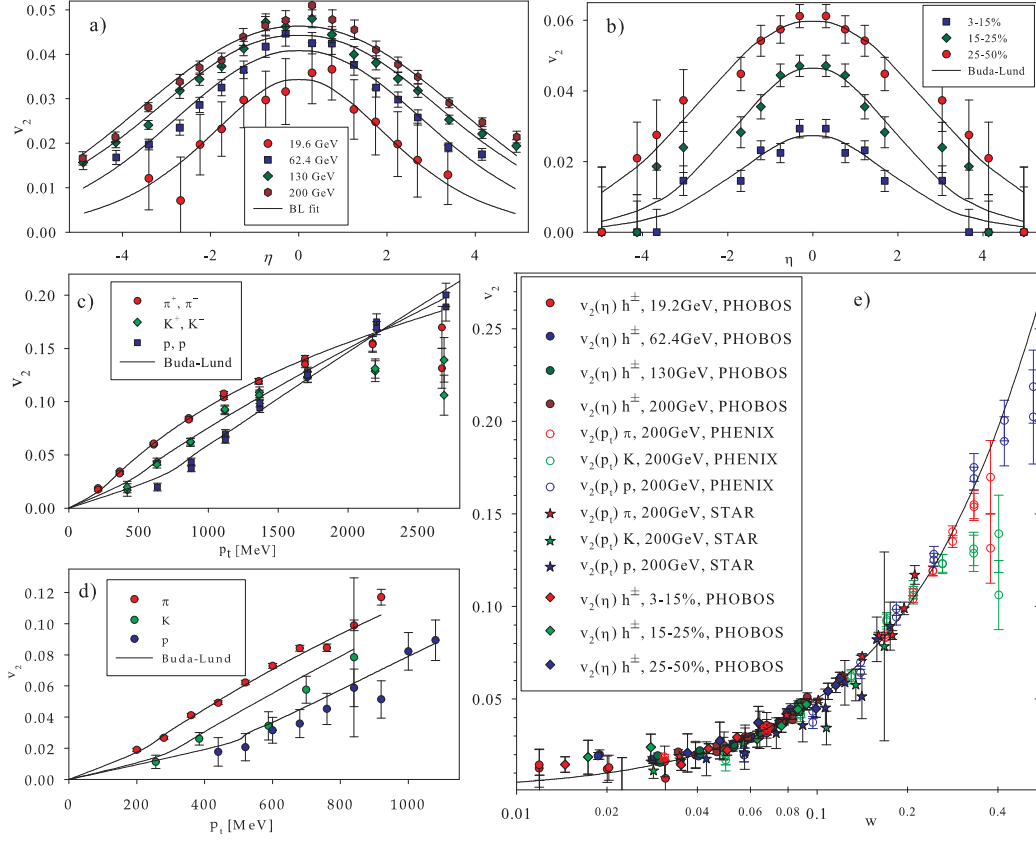 a)
v2
0.05
0.04
0.03
0.02
0.01
0.00
19.6 GeV
62.4 GeV
130 GeV
200 GeV
BL fit
-4 -2 0 2 4
η
b)
v2
0.06
0.04
0.02
0.00
3-15%
15-25%
25-50%
Buda-Lund
-4 -2 0 2 4
η
c)
v2
0.20
0.15
0.10
0.05
0.00
π+, π−
K+, K−
p, p
Buda-Lund
0 500 1000 1500 2000 2500
pt [MeV]
d)
v2
0.12
0.10
0.08
0.06
0.04
0.02
0.00
π
K
p
Buda-Lund
0 200 400 600 800 1000
pt [MeV]
e)
v2
0.25
0.20
0.15
0.10
0.05
v2(η) h±, 19.2GeV, PHOBOS
v2(η) h±, 62.4GeV, PHOBOS
v2(η) h±, 130GeV, PHOBOS
v2(η) h±, 200GeV, PHOBOS
v2(pt) π, 200GeV, PHENIX
v2(pt) K, 200GeV, PHENIX
v2(pt) p, 200GeV, PHENIX
v2(pt) π, 200GeV, STAR
v2(pt) K, 200GeV, STAR
v2(pt) p, 200GeV, STAR
v2(η) h±, 3-15%, PHOBOS
v2(η) h±, 15-25%, PHOBOS
v2(η) h±, 25-50%, PHOBOS
0.01 0.02 0.04 0.06 0.08 0.1 0.2 0.4
w